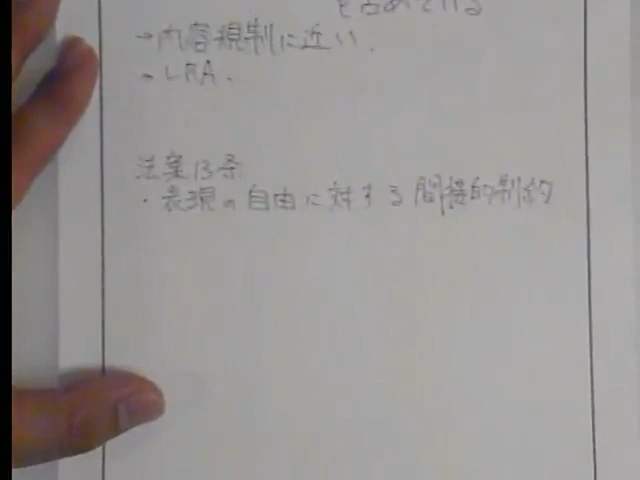 を占めている
→内容規制に近い.
→LRA.
法案13条
・表現の自由に対する間接的制約